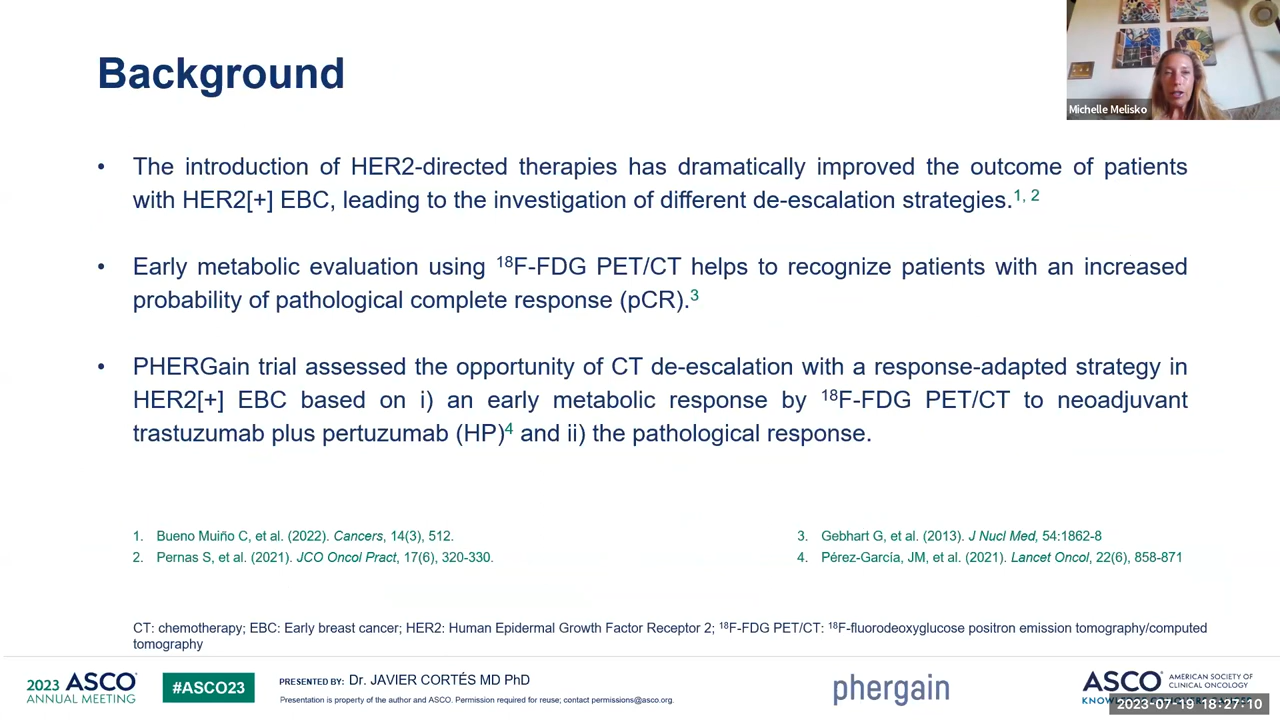 Background
Michelle Melisko
• The introduction of HER2-directed therapies has dramatically improved the outcome of patients
with HER2[+] EBC, leading to the investigation of different de-escalation strategies.1, 2
• Early metabolic evaluation using 18F-FDG PET/CT helps to recognize patients with an increased
probability of pathological complete response (pCR).3
• PHERGain trial assessed the opportunity of CT de-escalation with a response-adapted strategy in
HER2[+] EBC based on i) an early metabolic response by 18F-FDG PET/CT to neoadjuvant
trastuzumab plus pertuzumab (HP)4 and ii) the pathological response.
1. Bueno Muiño C, et al. (2022). Cancers, 14(3), 512.
2. Pernas S, et al. (2021). JCO Oncol Pract, 17(6), 320-330.
3. Gebhart G, et al. (2013). J Nucl Med, 54:1862-8
4. Pérez-García, JM, et al. (2021). Lancet Oncol, 22(6), 858-871
CT: chemotherapy; EBC: Early breast cancer; HER2: Human Epidermal Growth Factor Receptor 2; 18F-FDG PET/CT: 18F-fluorodeoxyglucose positron emission tomography/computed
tomography
2023 ASCO
ANNUAL MEETING
#ASCO23
PRESENTED BY: Dr. JAVIER CORTÉS MD PhD
Presentation is property of the author and ASCO. Permission required for reuse; contact permissions@asco.org.
phergain
ASCO AMERICAN SOCIETY OF
CLINICAL ONCOLOGY
2023-07-19 18:27:10